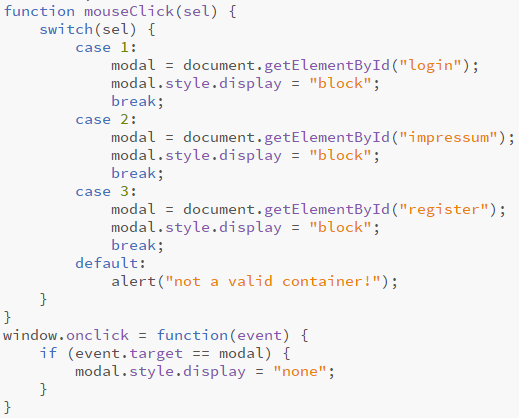 function mouseClick(sel) {
    switch(sel) {
        case 1:
            modal = document.getElementById("login");
            modal.style.display = "block";
            break;
        case 2:
            modal = document.getElementById("impressum");
            modal.style.display = "block";
            break;
        case 3:
            modal = document.getElementById("register");
            modal.style.display = "block";
            break;
        default:
            alert("not a valid container!");
    }
}
window.onclick = function(event) {
    if (event.target == modal) {
        modal.style.display = "none";
    }
}